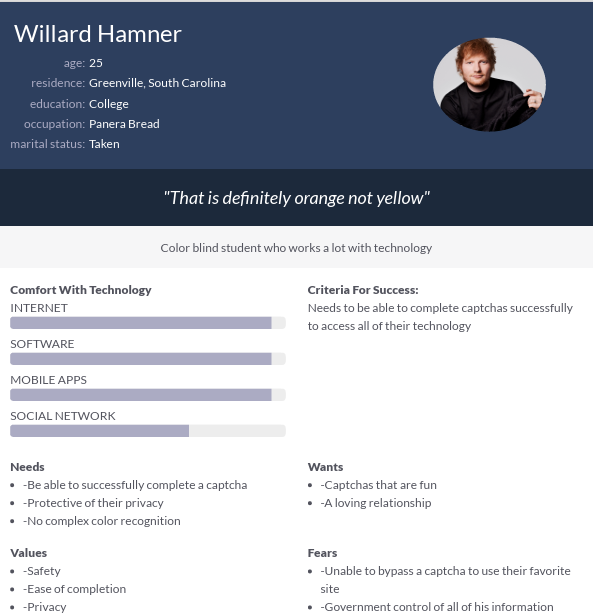 Willard Hamner
age: 25
residence: Greenville, South Carolina
education: College
occupation: Panera Bread
marital status: Taken
"That is definitely orange not yellow"
Color blind student who works a lot with technology
Comfort With Technology
INTERNET
SOFTWARE
MOBILE APPS
SOCIAL NETWORK
Criteria For Success:
Needs to be able to complete captchas successfully
to access all of their technology
Needs
• -Be able to successfully complete a captcha
• -Protective of their privacy
• -No complex color recognition
Wants
• -Captchas that are fun
• -A loving relationship
Values
• -Safety
• -Ease of completion
• -Privacy
Fears
• -Unable to bypass a captcha to use their favorite
site
• -Government control of all of his information